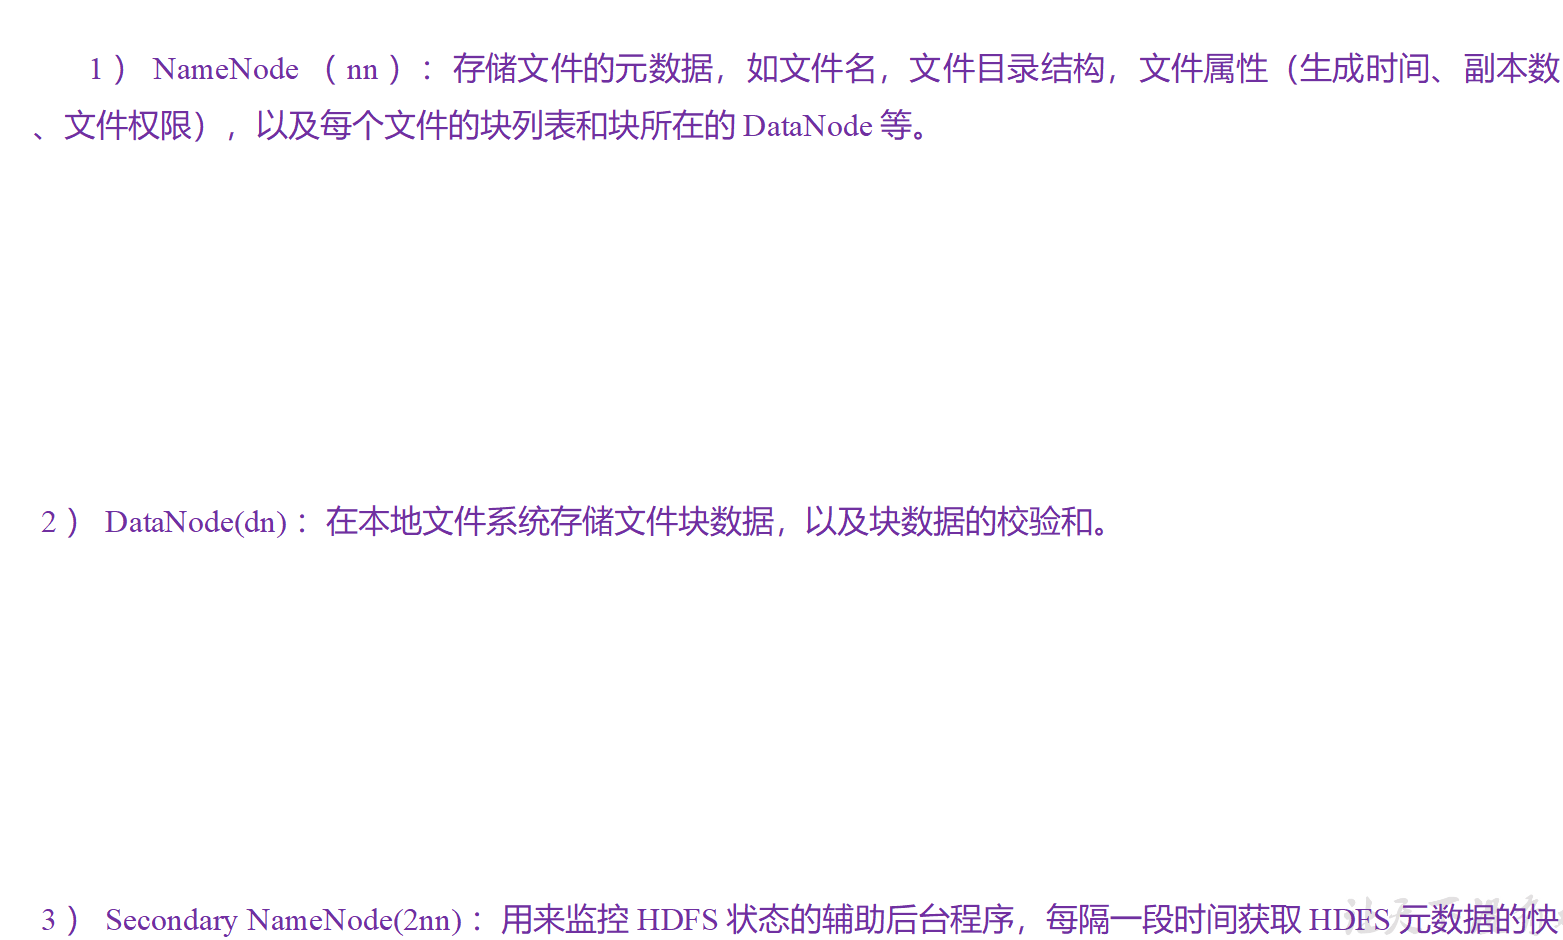 1） NameNode （nn）：存储文件的元数据，如文件名，文件目录结构，文件属性（生成时间、副本数
、文件权限），以及每个文件的块列表和块所在的 DataNode 等。
2） DataNode(dn)：在本地文件系统存储文件块数据，以及块数据的校验和。
3） Secondary NameNode(2nn)：用来监控 HDFS 状态的辅助后台程序，每隔一段时间获取 HDFS 元数据的快